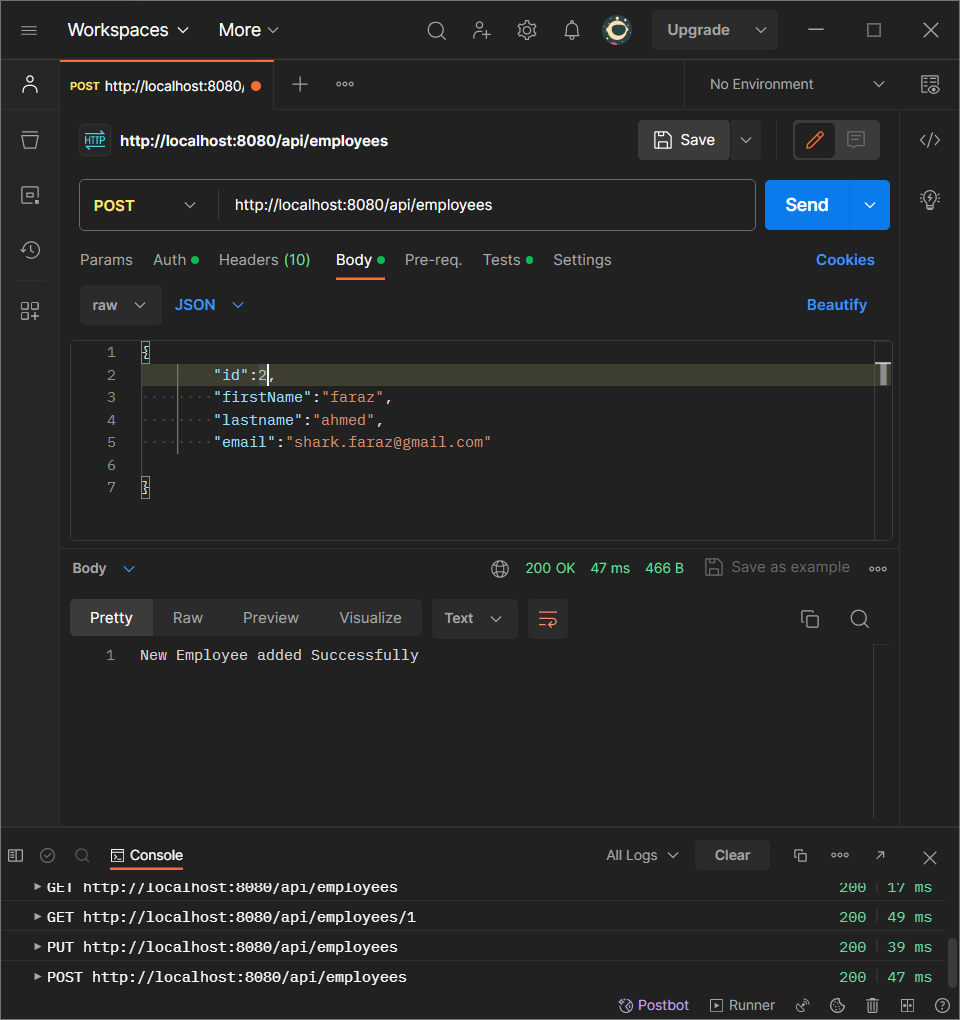 Workspaces More Upgrade
POST http://localhost:8080/ No Environment
HTTP http://localhost:8080/api/employees Save
POST http://localhost:8080/api/employees Send
Params Auth Headers (10) Body Pre-req. Tests Settings Cookies
raw JSON Beautify
1 {
2 "id":2,
3 "firstName":"faraz",
4 "lastname":"ahmed",
5 "email":"shark.faraz@gmail.com"
6
7 }
Body 200 OK 47 ms 466 B Save as example
Pretty Raw Preview Visualize Text
1 New Employee added Successfully
Console All Logs Clear
GET http://localhost:8080/api/employees 200 17 ms
GET http://localhost:8080/api/employees/1 200 49 ms
PUT http://localhost:8080/api/employees 200 39 ms
POST http://localhost:8080/api/employees 200 47 ms
Postbot Runner